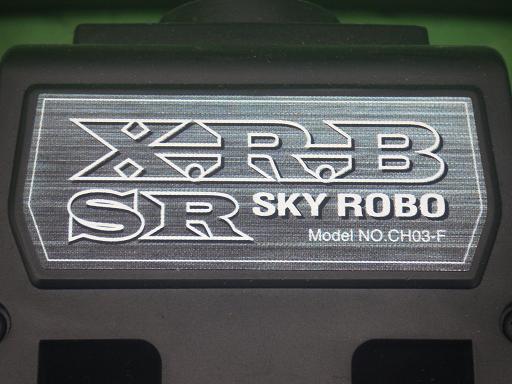 X.R.B
SR SKY ROBO
Model NO.CH03-F